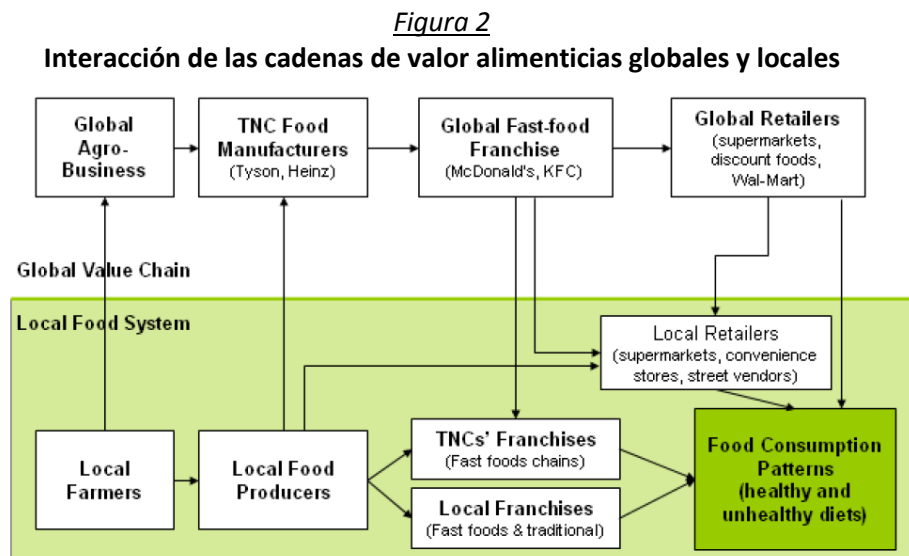 Figura 2
Interacción de las cadenas de valor alimenticias globales y locales
Global
Agro-
Business
TNC Food
Manufacturers
(Tyson, Heinz)
Global Fast-food
Franchise
(McDonald's, KFC)
Global Retailers
(supermarkets,
discount foods,
Wal-Mart)
Global Value Chain
Local Food System
Local Retailers
(supermarkets, convenience
stores, street vendors)
Local
Farmers
Local Food
Producers
TNCs' Franchises
(Fast foods chains)
Local Franchises
(Fast foods & traditional)
Food Consumption
Patterns
(healthy and
unhealthy diets)